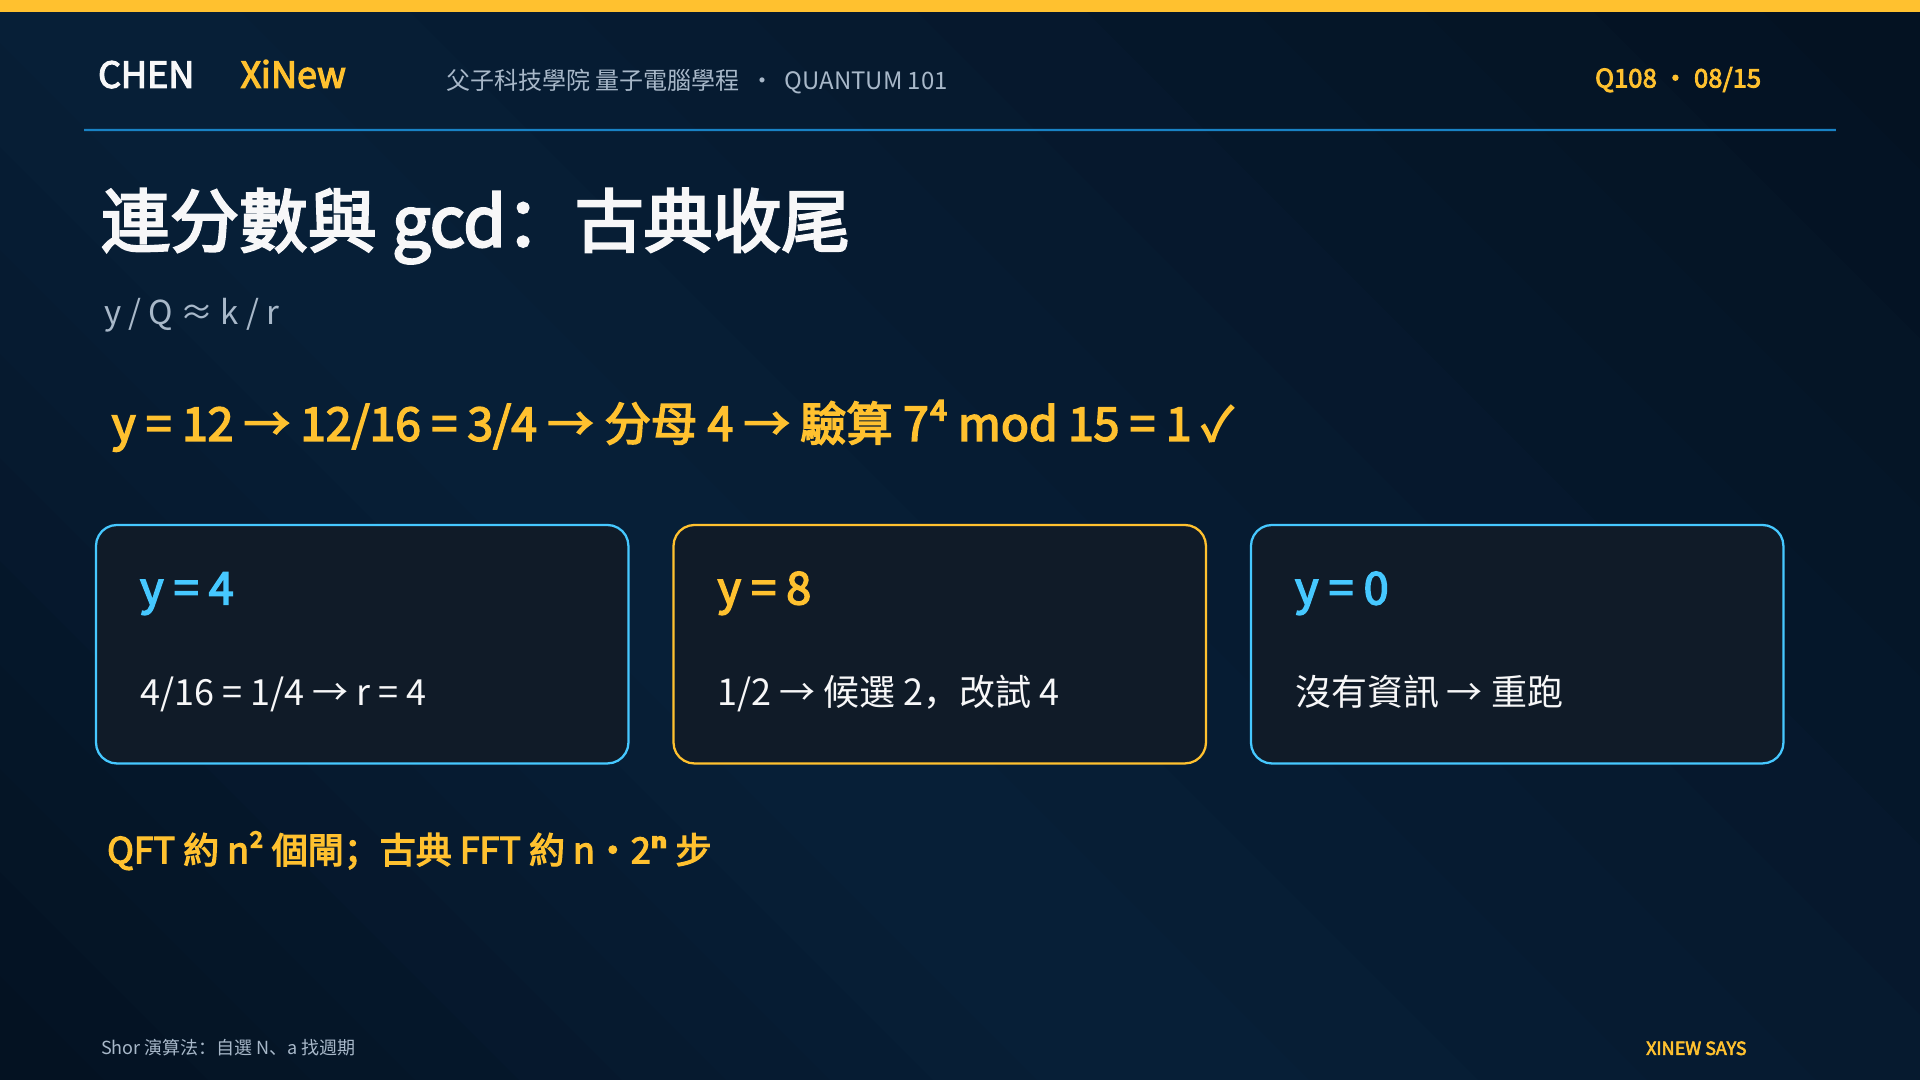 CHEN XiNew 父子科技學院 量子電腦學程 · QUANTUM 101 Q108 · 08/15
連分數與 gcd：古典收尾
y / Q ≈ k / r
y = 12 → 12/16 = 3/4 → 分母 4 → 驗算 7⁴ mod 15 = 1 ✓
y = 4
4/16 = 1/4 → r = 4
y = 8
1/2 → 候選 2，改試 4
y = 0
沒有資訊 → 重跑
QFT 約 n² 個閘；古典 FFT 約 n · 2ⁿ 步
Shor 演算法：自選 N、a 找週期
XINEW SAYS